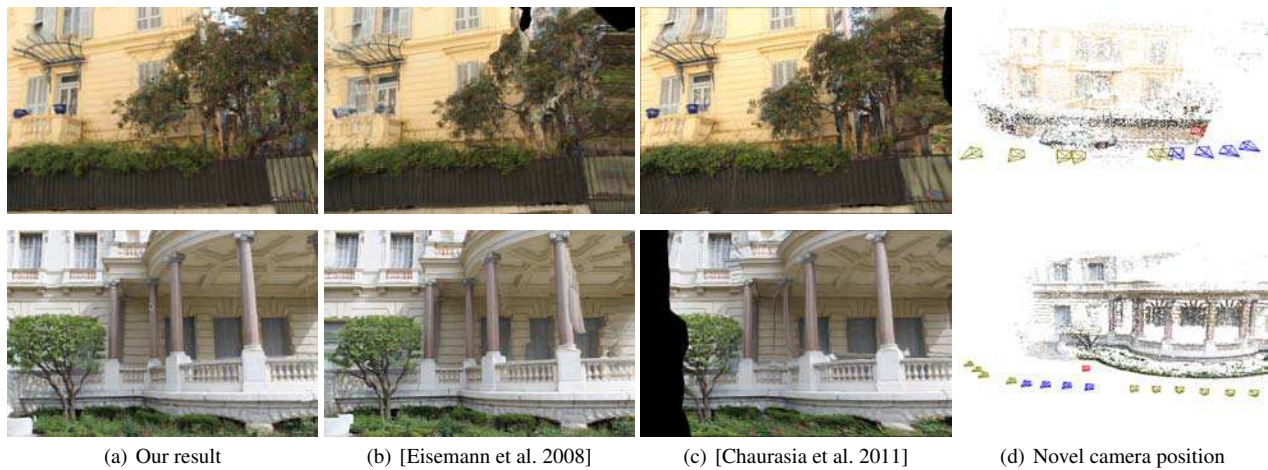 (a) Our result
(b) [Eisemann et al. 2008]
(c) [Chaurasia et al. 2011]
(d) Novel camera position